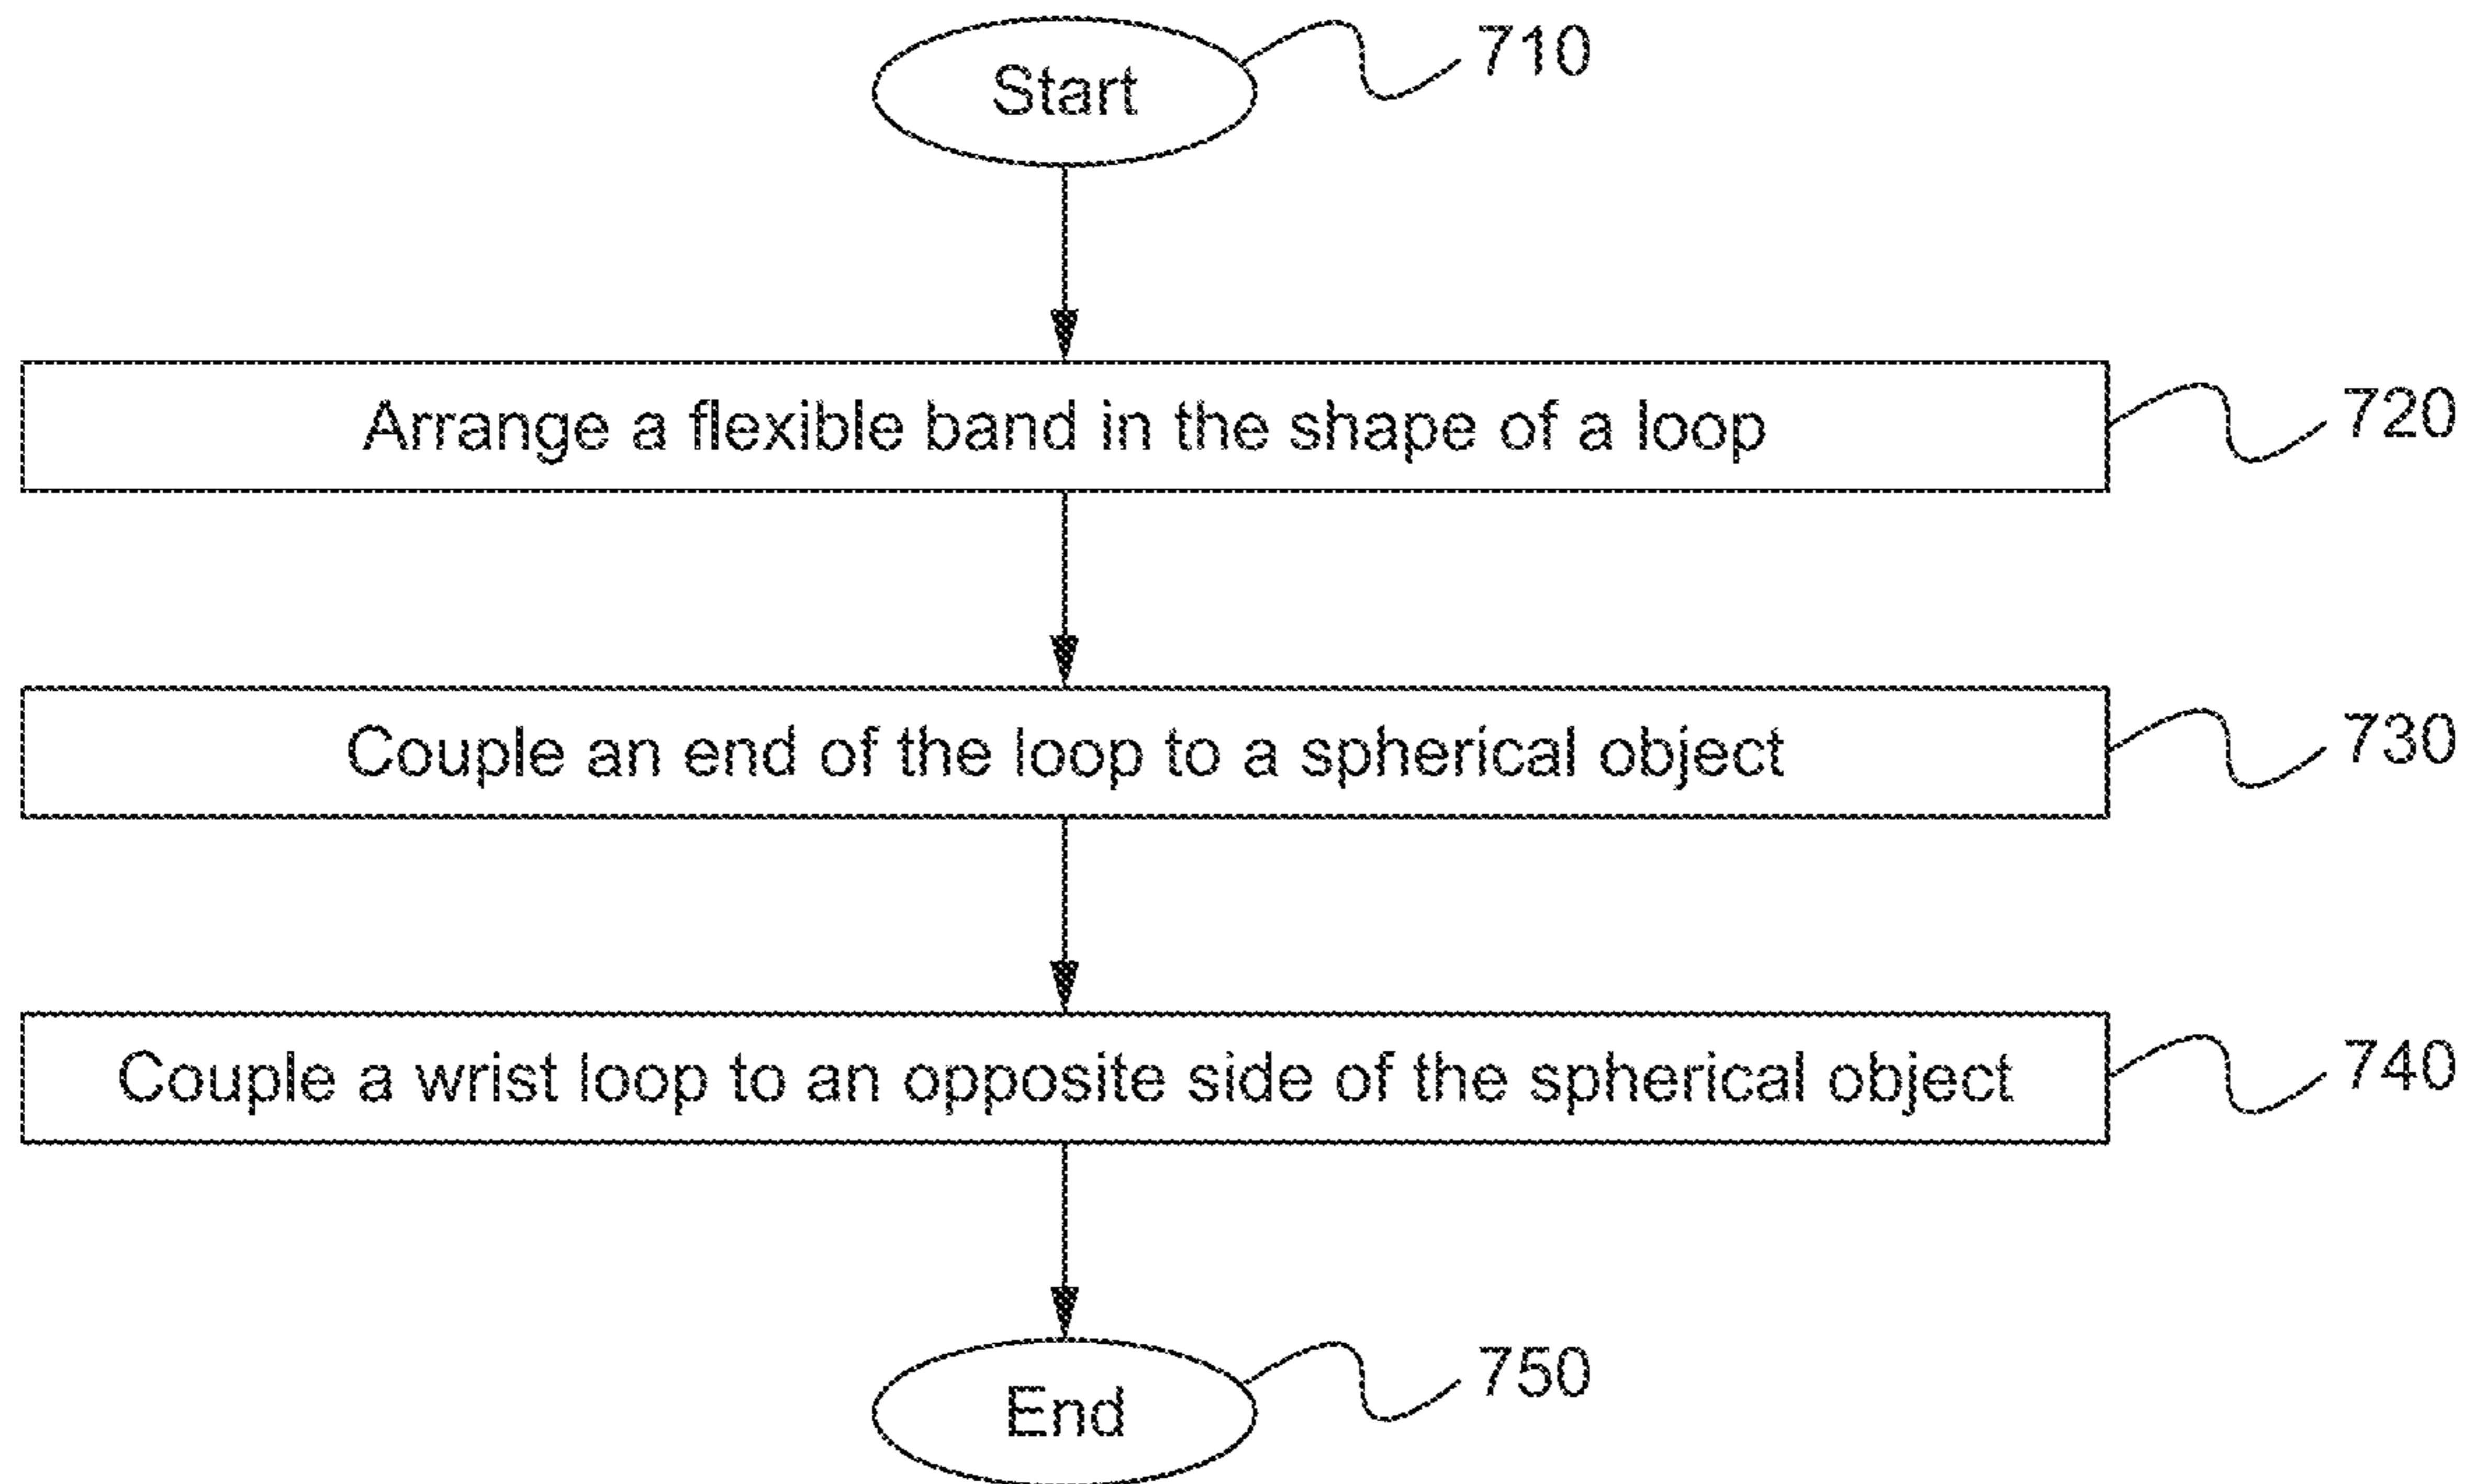 Start
710
Arrange a flexible band in the shape of a loop
720
Couple an end of the loop to a spherical object
730
Couple a wrist loop to an opposite side of the spherical object
740
End
750